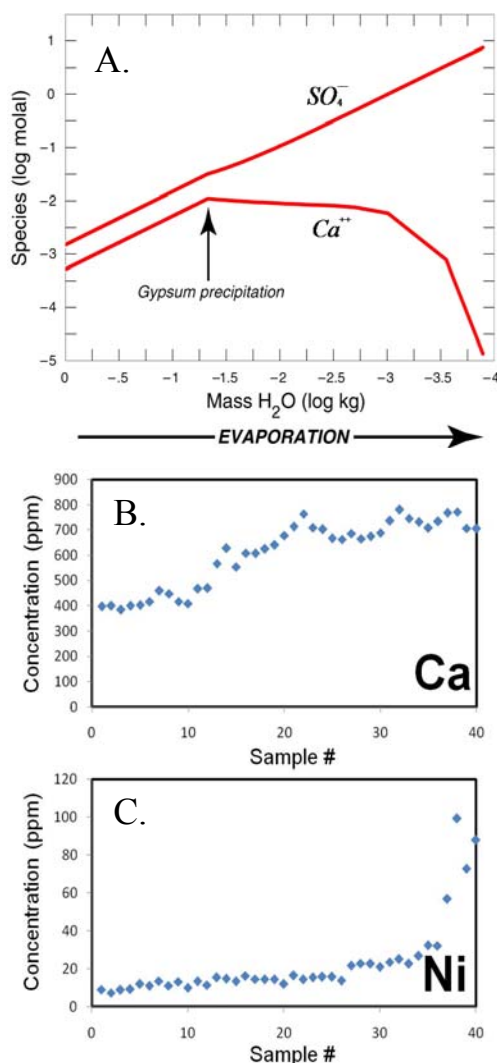 A.
1
0
-1
-2
-3
-4
-5
Species (log molal)
SO₄⁻
Ca⁺⁺
Gypsum precipitation
0 -.5 -1 -1.5 -2 -2.5 -3 -3.5 -4
Mass H₂O (log kg)
EVAPORATION
B.
900
800
700
600
500
400
300
200
100
0
Concentration (ppm)
Ca
0 10 20 30 40
Sample #
C.
120
100
80
60
40
20
0
Concentration (ppm)
Ni
0 10 20 30 40
Sample #